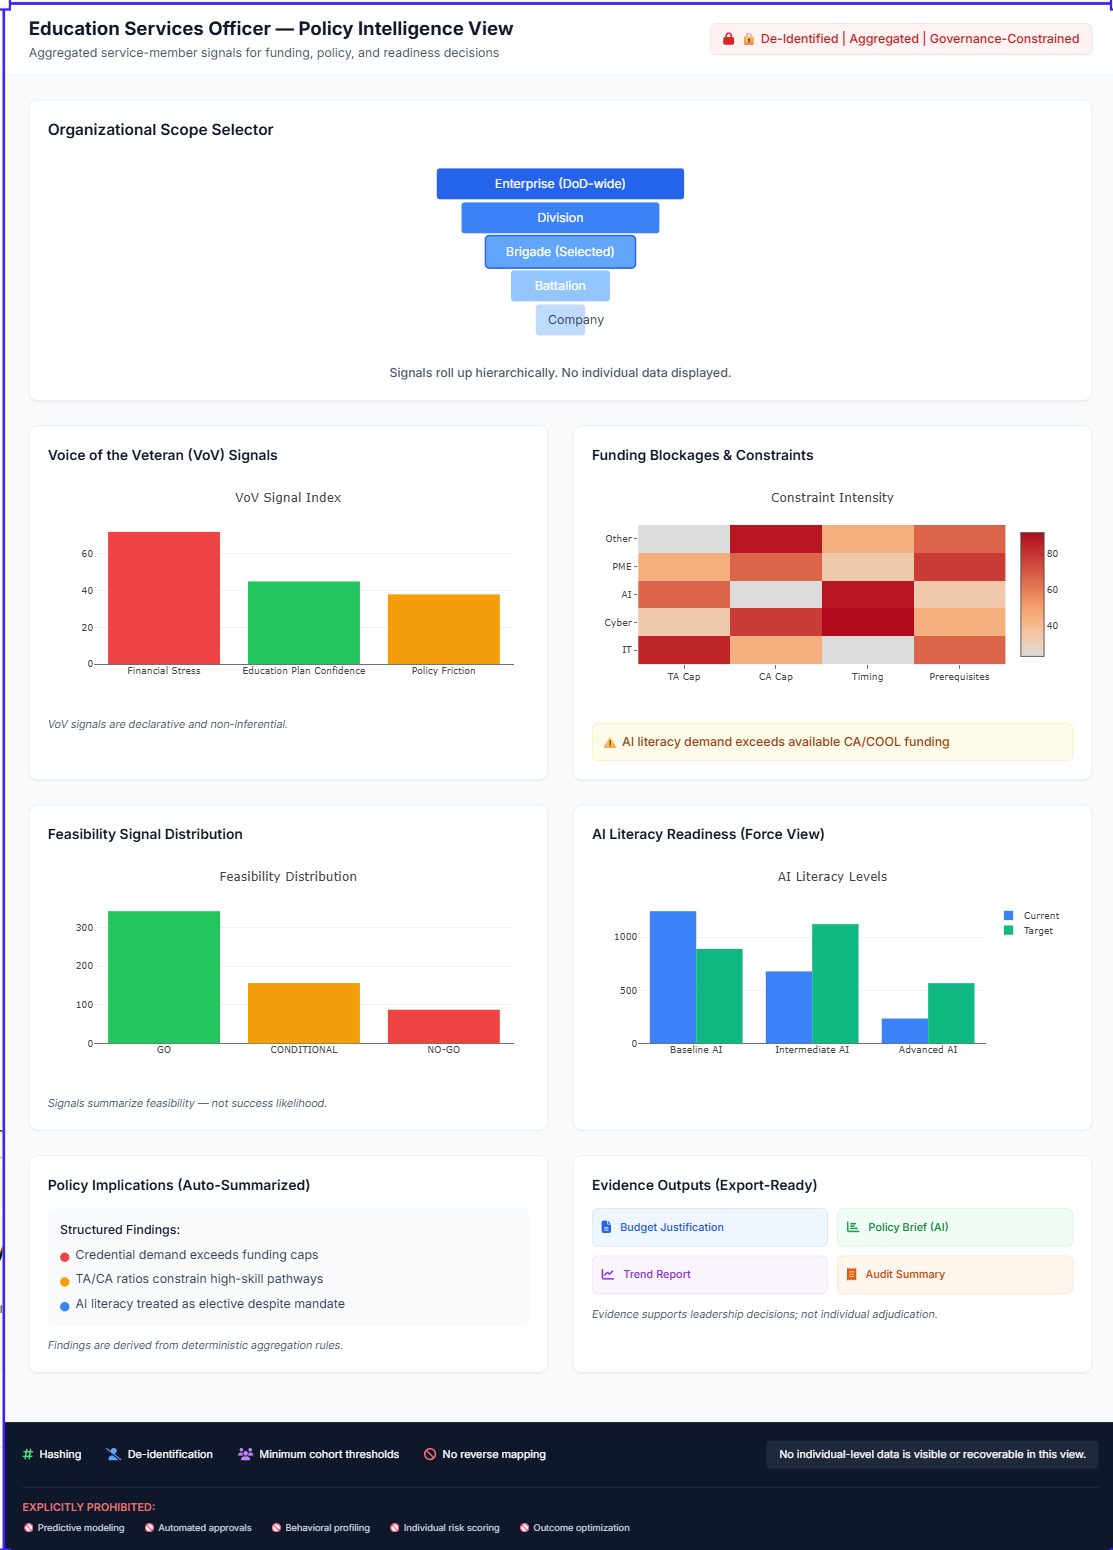 Education Services Officer — Policy Intelligence View
Aggregated service-member signals for funding, policy, and readiness decisions
De-Identified | Aggregated | Governance-Constrained
Organizational Scope Selector
Enterprise (DoD-wide)
Division
Brigade (Selected)
Battalion
Company
Signals roll up hierarchically. No individual data displayed.
Voice of the Veteran (VoV) Signals
VoV Signal Index
60
40
20
0
Financial Stress
Education Plan Confidence
Policy Friction
VoV signals are declarative and non-inferential.
Funding Blockages & Constraints
Constraint Intensity
Other
PME
AI
Cyber
IT
TA Cap
CA Cap
Timing
Prerequisites
80
60
40
AI literacy demand exceeds available CA/COOL funding
Feasibility Signal Distribution
Feasibility Distribution
300
200
100
0
GO
CONDITIONAL
NO-GO
Signals summarize feasibility — not success likelihood.
AI Literacy Readiness (Force View)
AI Literacy Levels
1000
500
0
Baseline AI
Intermediate AI
Advanced AI
Current
Target
Policy Implications (Auto-Summarized)
Structured Findings:
Credential demand exceeds funding caps
TA/CA ratios constrain high-skill pathways
AI literacy treated as elective despite mandate
Findings are derived from deterministic aggregation rules.
Evidence Outputs (Export-Ready)
Budget Justification
Policy Brief (AI)
Trend Report
Audit Summary
Evidence supports leadership decisions; not individual adjudication.
Hashing
De-identification
Minimum cohort thresholds
No reverse mapping
No individual-level data is visible or recoverable in this view.
EXPLICITLY PROHIBITED:
Predictive modeling
Automated approvals
Behavioral profiling
Individual risk scoring
Outcome optimization